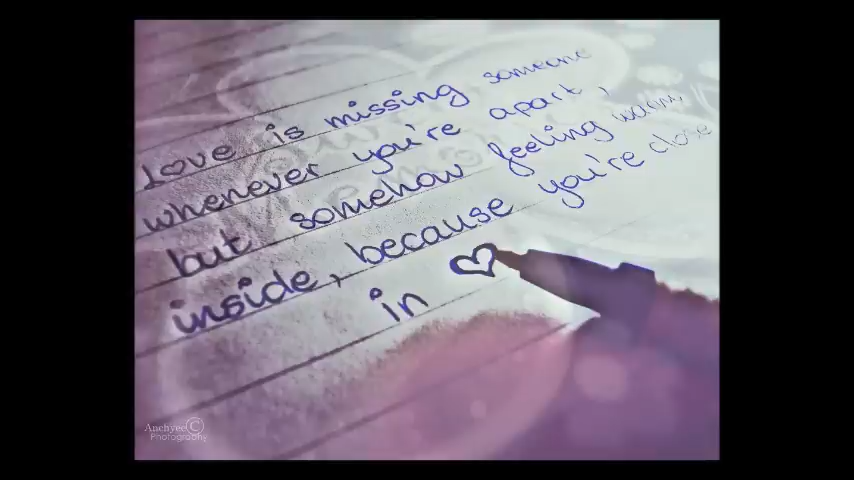 Love is missing someone
whenever you're apart,
but somehow feeling warm
inside, because you're close
in ♡
Anchyee ©
Photography